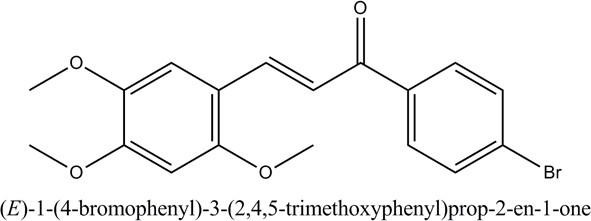 O
O
O
O
Br
(E)-1-(4-bromophenyl)-3-(2,4,5-trimethoxyphenyl)prop-2-en-1-one